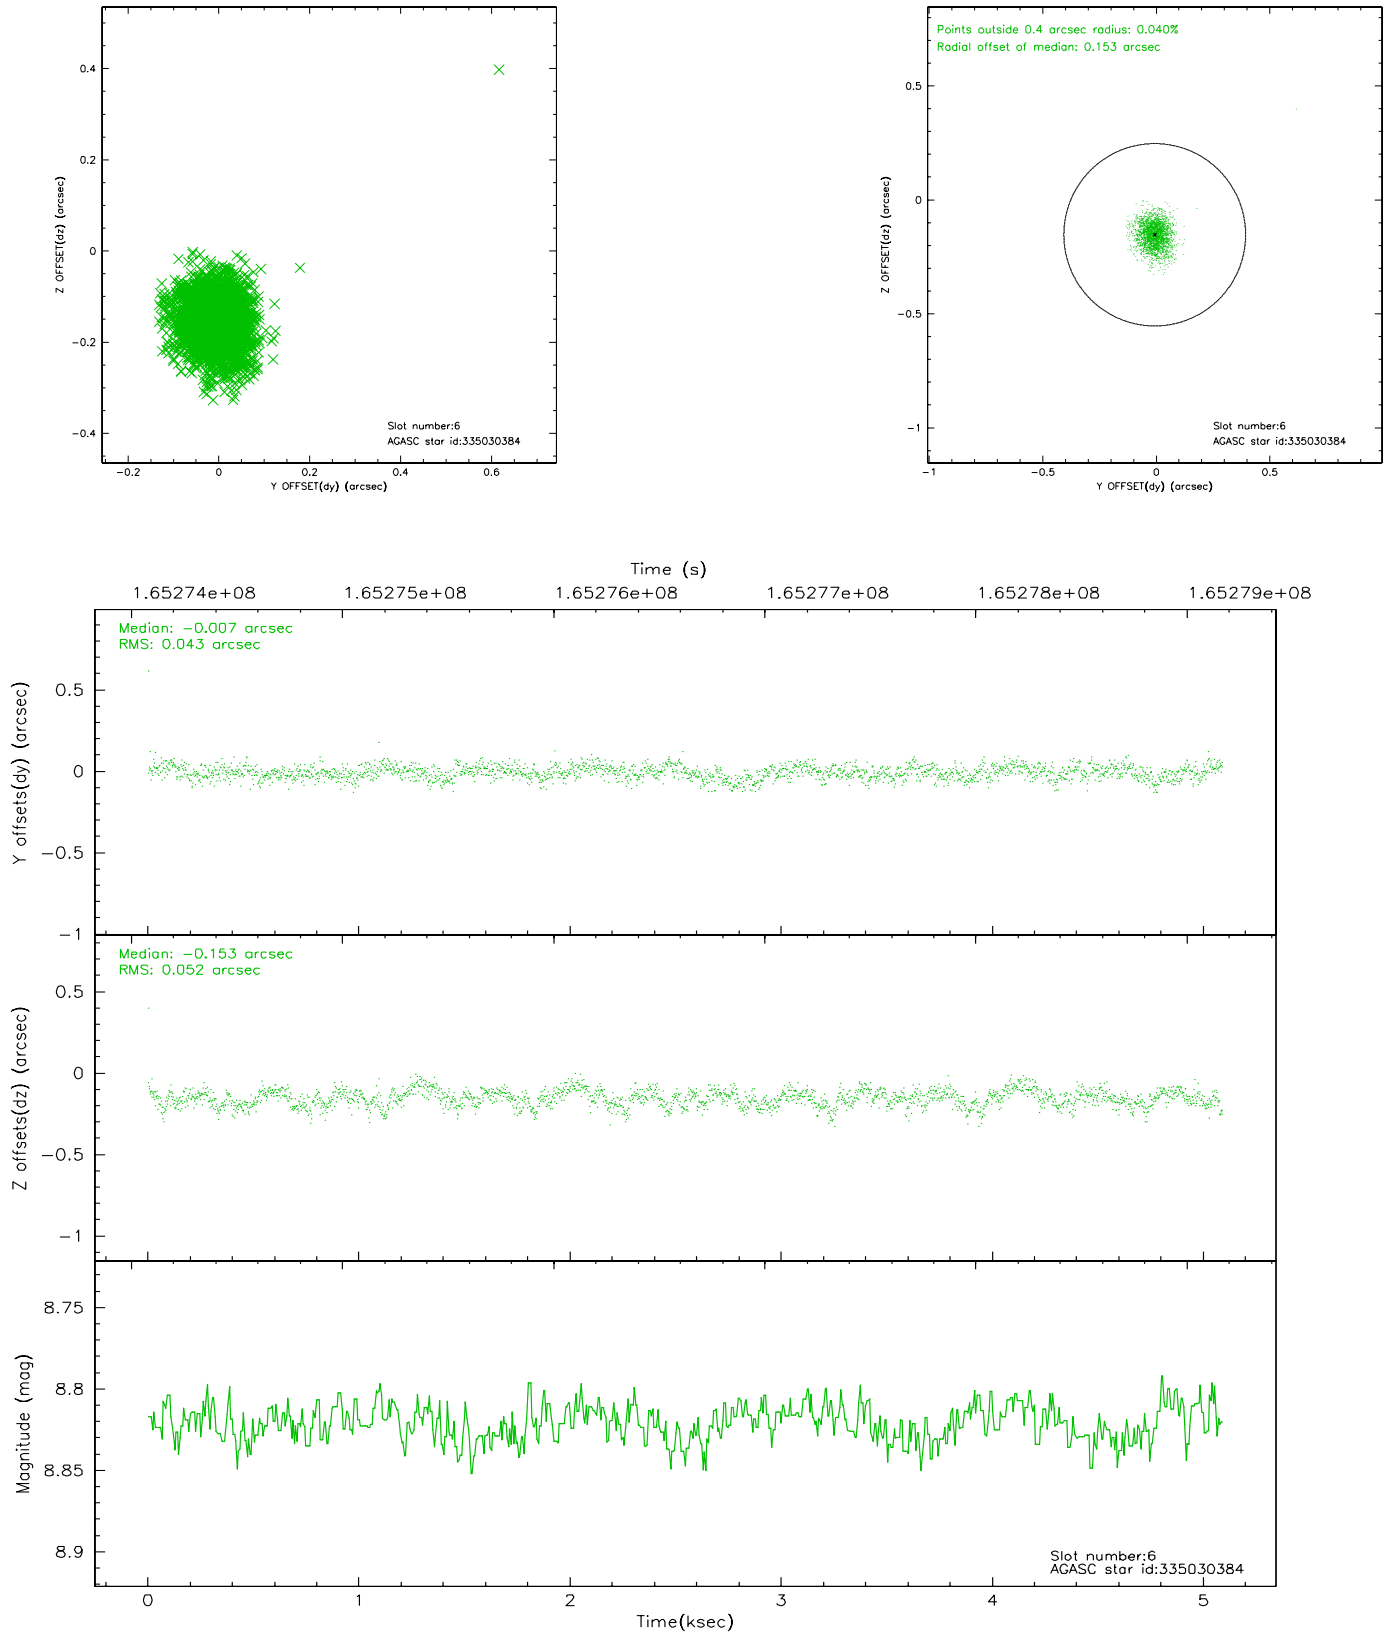 0.4
0.2
0
-0.2
-0.4
Z OFFSET(dz) (arcsec)
Slot number:6
AGASC star id:335030384
-0.2 0 0.2 0.4 0.6
Y OFFSET(dy) (arcsec)
Points outside 0.4 arcsec radius: 0.040%
Radial offset of median: 0.153 arcsec
0.5
0
-0.5
-1
Z OFFSET(dz) (arcsec)
Slot number:6
AGASC star id:335030384
-1 -0.5 0 0.5
Y OFFSET(dy) (arcsec)
Time (s)
1.65274e+08 1.65275e+08 1.65276e+08 1.65277e+08 1.65278e+08 1.65279e+08
Median: -0.007 arcsec
RMS: 0.043 arcsec
0.5
0
-0.5
-1
Y offsets(dy) (arcsec)
Median: -0.153 arcsec
RMS: 0.052 arcsec
0.5
0
-0.5
-1
Z offsets(dz) (arcsec)
8.75
8.8
8.85
8.9
Magnitude (mag)
Slot number:6
AGASC star id:335030384
0 1 2 3 4 5
Time(ksec)